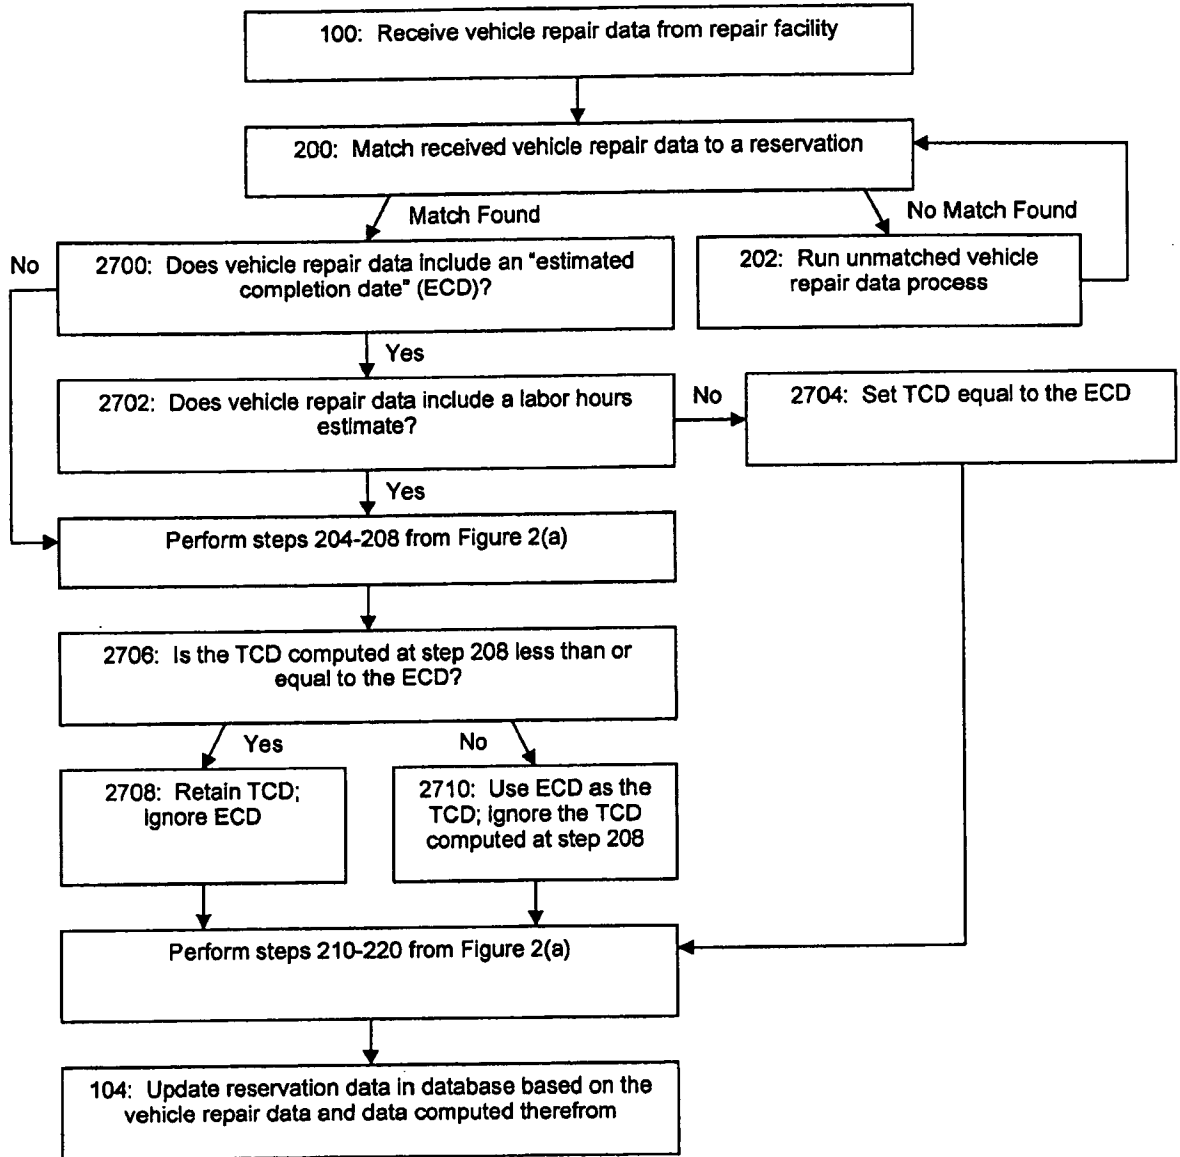 100: Receive vehicle repair data from repair facility
200: Match received vehicle repair data to a reservation
Match Found
No Match Found
No
2700: Does vehicle repair data include an "estimated
completion date" (ECD)?
202: Run unmatched vehicle
repair data process
Yes
2702: Does vehicle repair data include a labor hours
estimate?
No
2704: Set TCD equal to the ECD
Yes
Perform steps 204-208 from Figure 2(a)
2706: Is the TCD computed at step 208 less than or
equal to the ECD?
Yes
No
2708: Retain TCD;
ignore ECD
2710: Use ECD as the
TCD; ignore the TCD
computed at step 208
Perform steps 210-220 from Figure 2(a)
104: Update reservation data in database based on the
vehicle repair data and data computed therefrom